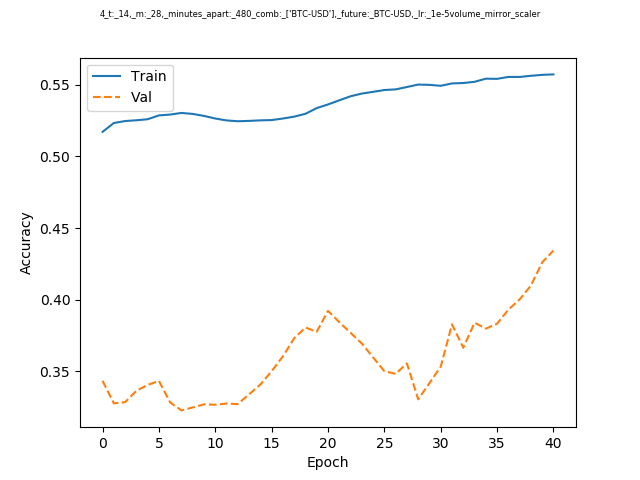 4_t:_14,_m:_28,_minutes_apart:_480_comb:_['BTC-USD'],_future:_BTC-USD,_lr:_1e-5volume_mirror_scaler
Train
Val
0.55
0.50
0.45
0.40
0.35
Accuracy
0 5 10 15 20 25 30 35 40
Epoch